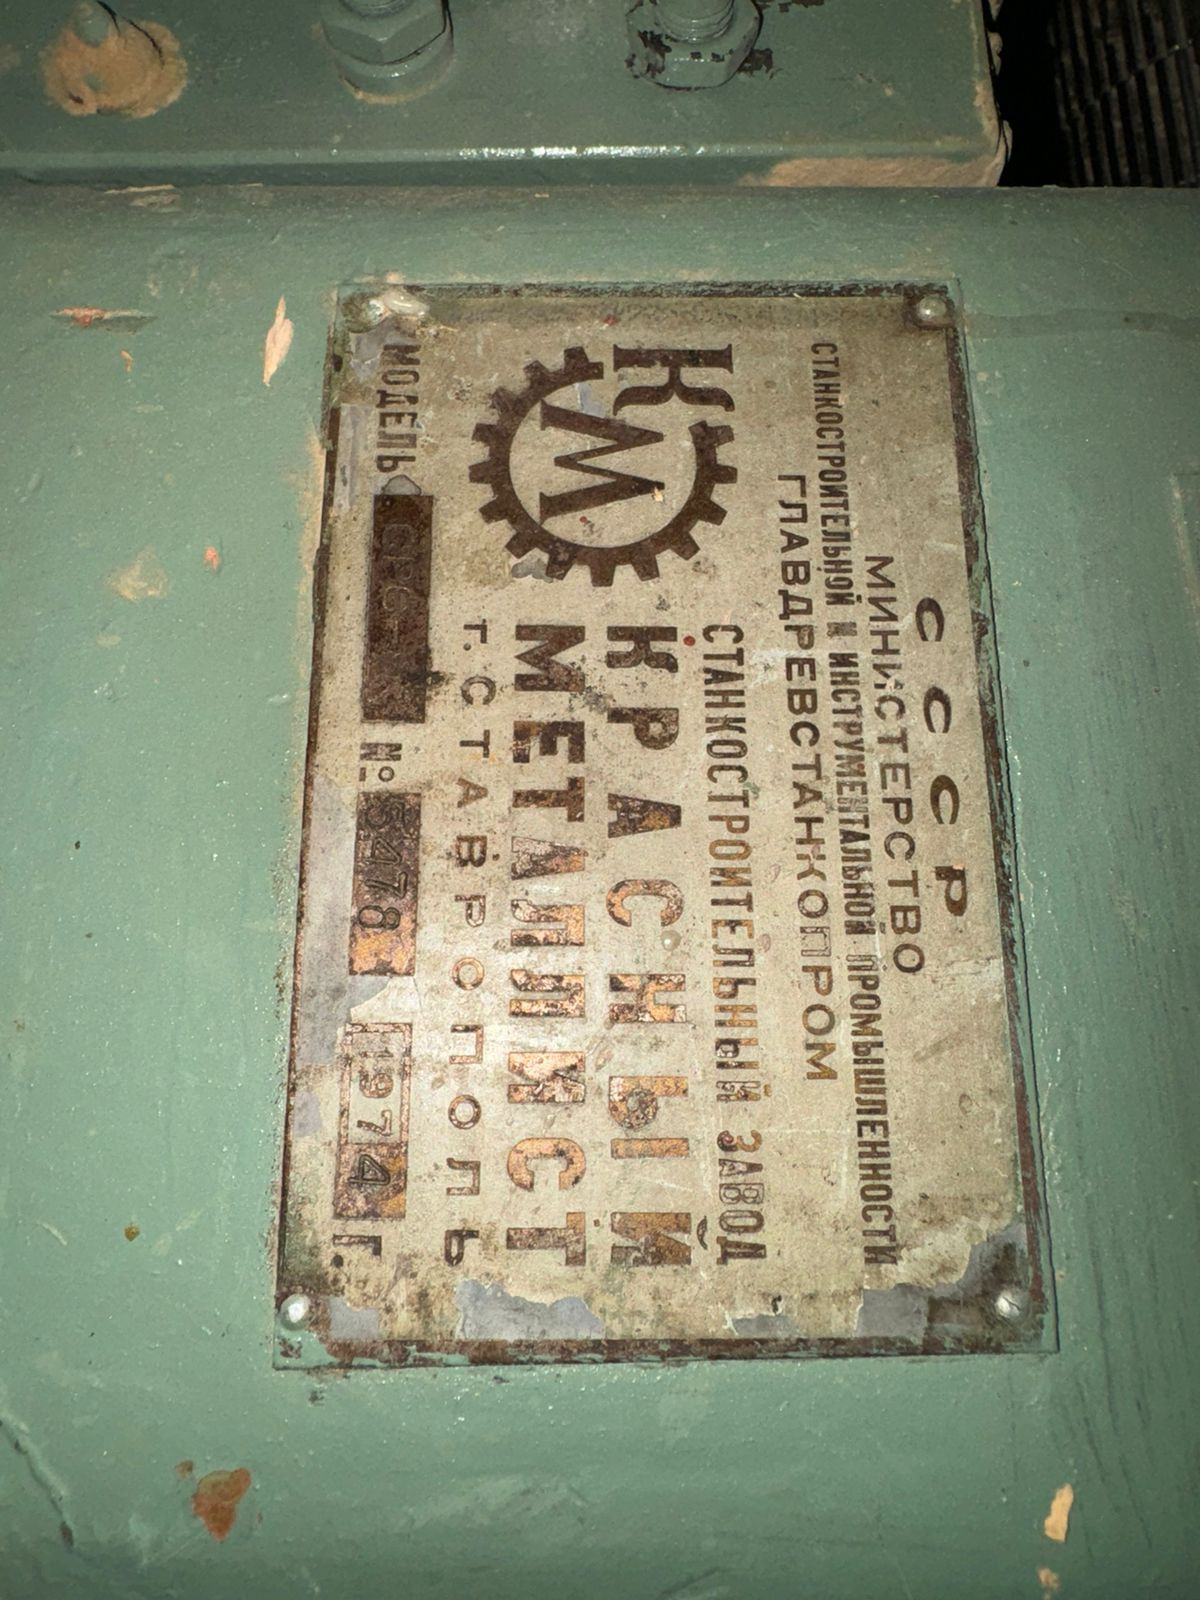 СССР
МИНИСТЕРСТВО
СТАНКОСТРОИТЕЛЬНОЙ И ИНСТРУМЕНТАЛЬНОЙ ПРОМЫШЛЕННОСТИ
ГЛАВДРЕВСТАНКОПРОМ
СТАНКОСТРОИТЕЛЬНЫЙ ЗАВОД
КМ
КРАСНЫЙ
МЕТАЛЛИСТ
Г. СТАВРОПОЛЬ
МОДЕЛЬ № 5478 1974 Г.